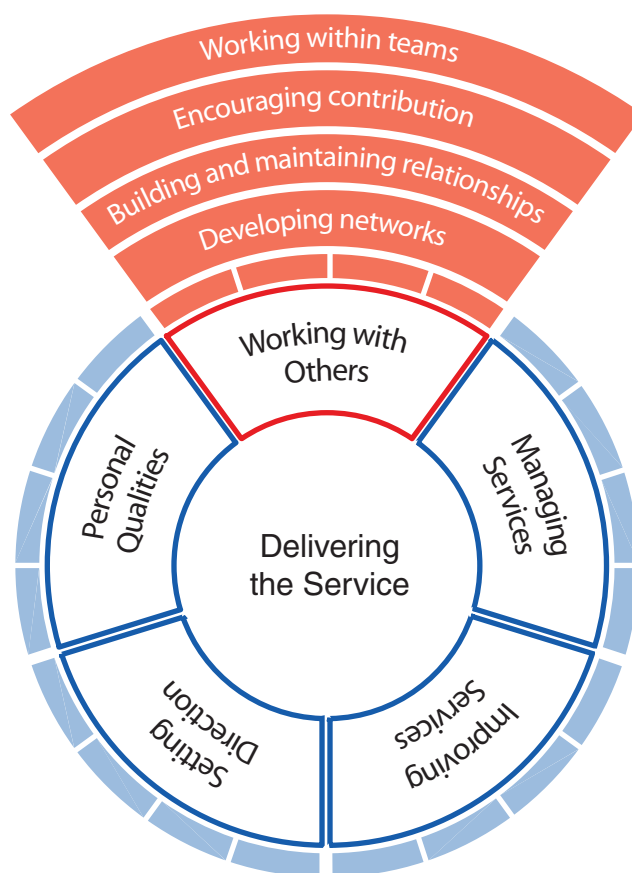 Working within teams
Encouraging contribution
Building and maintaining relationships
Developing networks
Working with
Others
Personal
Qualities
Managing
Services
Delivering
the Service
Setting
Direction
Improving
Services